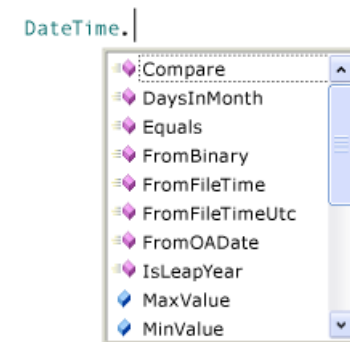 DateTime.
Compare
DaysInMonth
Equals
FromBinary
FromFileTime
FromFileTimeUtc
FromOADate
IsLeapYear
MaxValue
MinValue